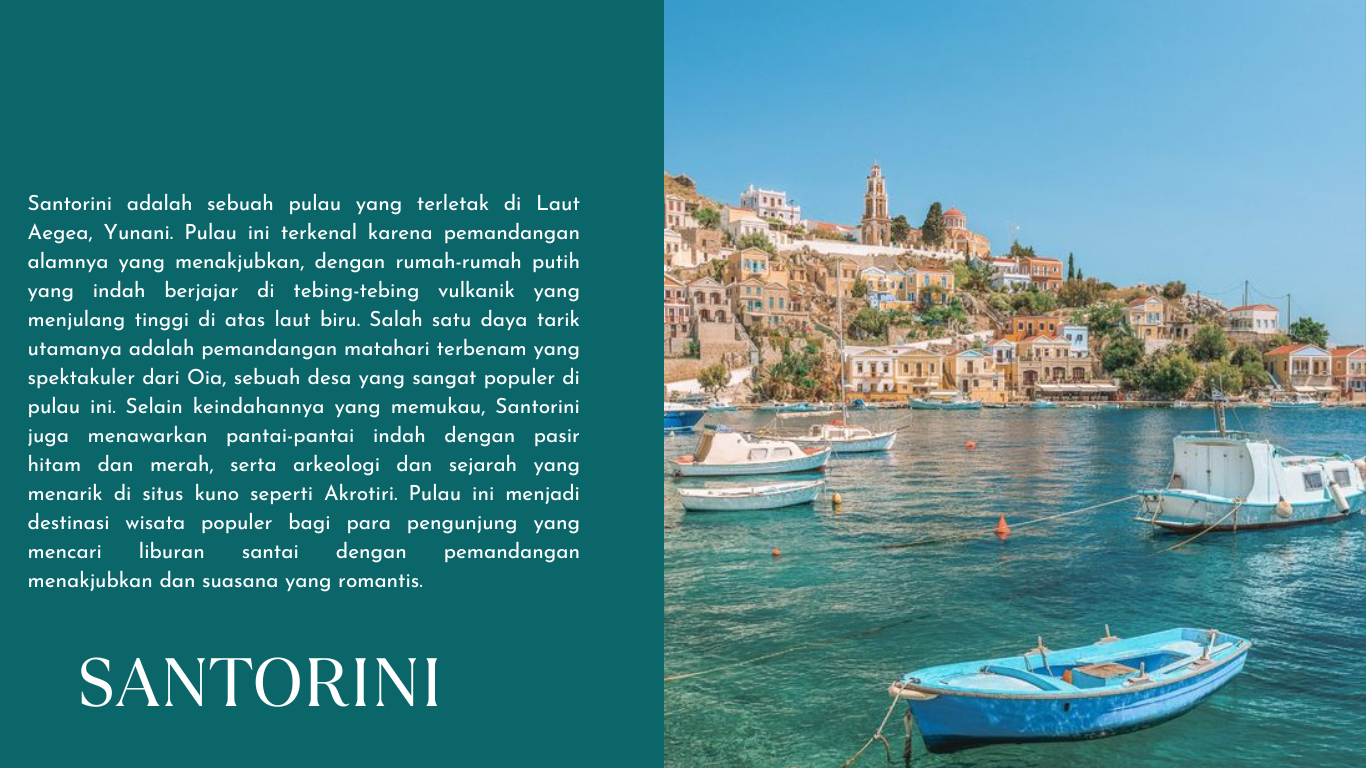 Santorini adalah sebuah pulau yang terletak di Laut
Aegea, Yunani. Pulau ini terkenal karena pemandangan
alamnya yang menakjubkan, dengan rumah-rumah putih
yang indah berjajar di tebing-tebing vulkanik yang
menjulang tinggi di atas laut biru. Salah satu daya tarik
utamanya adalah pemandangan matahari terbenam yang
spektakuler dari Oia, sebuah desa yang sangat populer di
pulau ini. Selain keindahannya yang memukau, Santorini
juga menawarkan pantai-pantai indah dengan pasir
hitam dan merah, serta arkeologi dan sejarah yang
menarik di situs kuno seperti Akrotiri. Pulau ini menjadi
destinasi wisata populer bagi para pengunjung yang
mencari liburan santai dengan pemandangan
menakjubkan dan suasana yang romantis.
SANTORINI